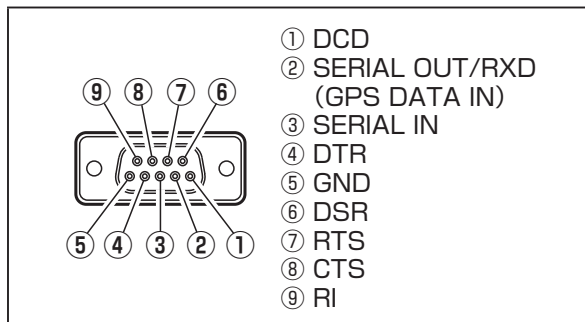 ⑨ ⑧ ⑦ ⑥
⑤ ④ ③ ② ①
① DCD
② SERIAL OUT/RXD
(GPS DATA IN)
③ SERIAL IN
④ DTR
⑤ GND
⑥ DSR
⑦ RTS
⑧ CTS
⑨ RI